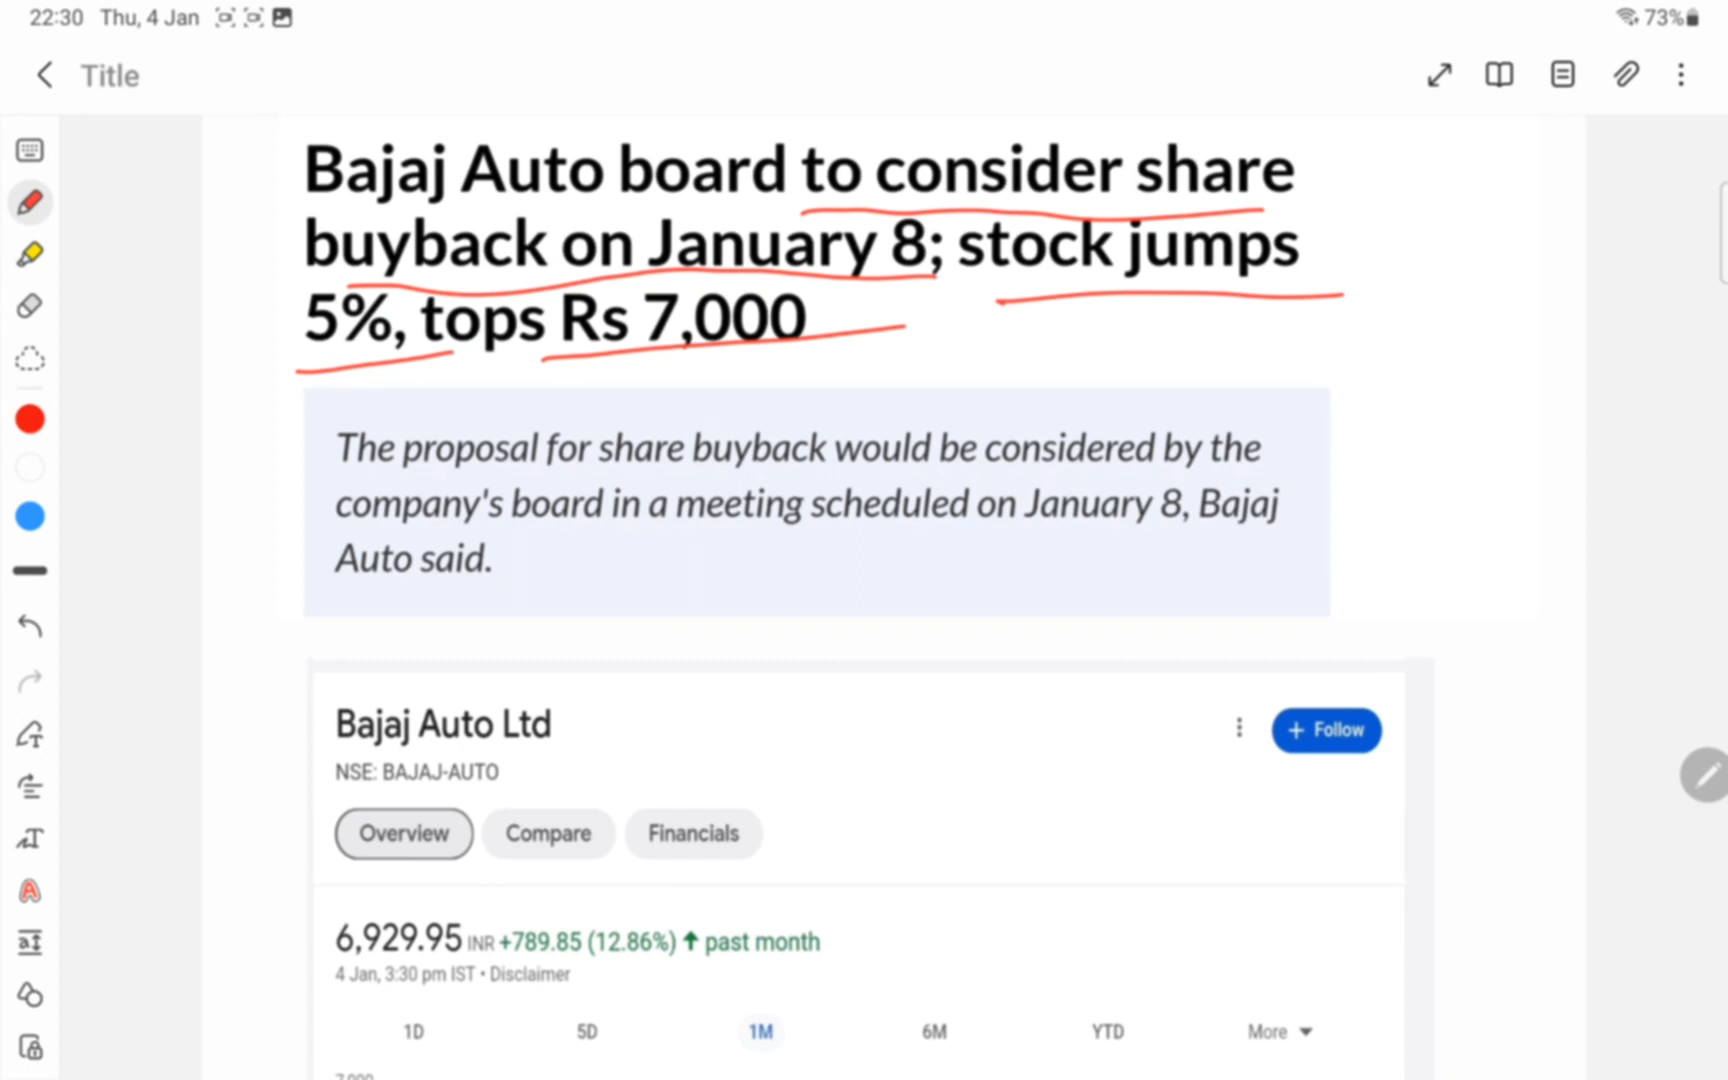 22:30 Thu, 4 Jan 73%
Title
Bajaj Auto board to consider share
buyback on January 8; stock jumps
5%, tops Rs 7,000
The proposal for share buyback would be considered by the
company's board in a meeting scheduled on January 8, Bajaj
Auto said.
Bajaj Auto Ltd
+ Follow
NSE: BAJAJ-AUTO
Overview Compare Financials
6,929.95 INR +789.85 (12.86%) ↑ past month
4 Jan, 3:30 pm IST • Disclaimer
1D 5D 1M 6M YTD More